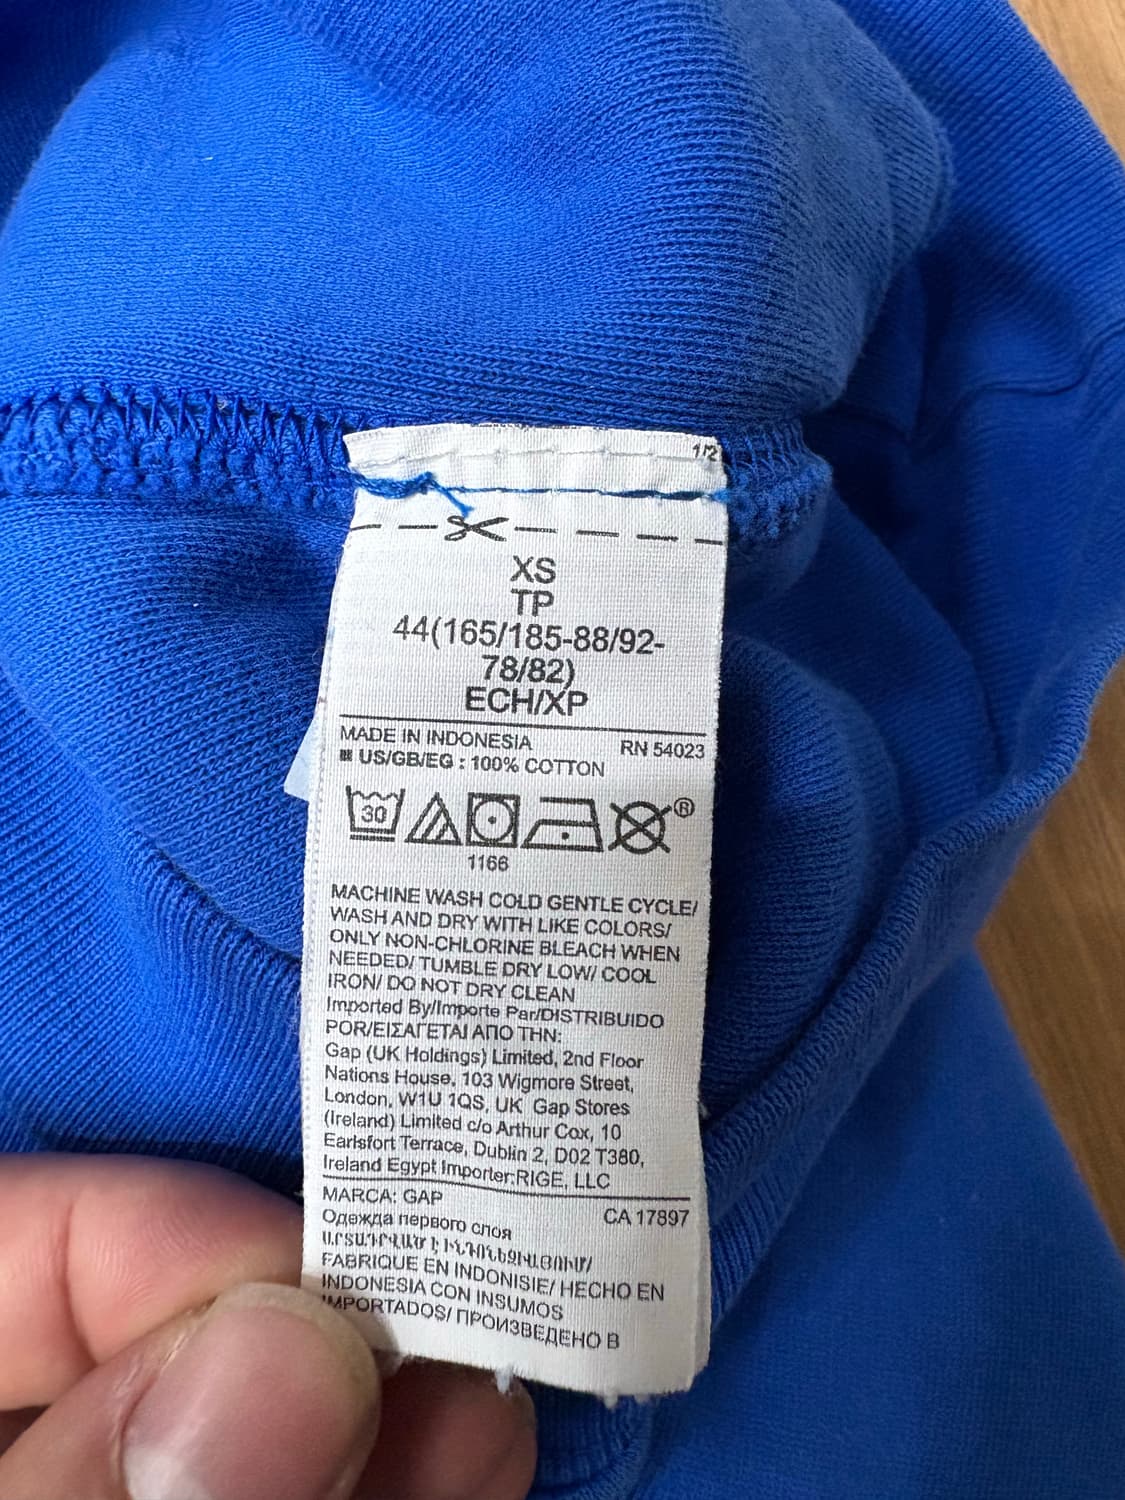 1/2
XS
TP
44(165/185-88/92-
78/82)
ECH/XP
MADE IN INDONESIA RN 54023
US/GB/EG : 100% COTTON
30 ®
1166
MACHINE WASH COLD GENTLE CYCLE/
WASH AND DRY WITH LIKE COLORS/
ONLY NON-CHLORINE BLEACH WHEN
NEEDED/ TUMBLE DRY LOW/ COOL
IRON/ DO NOT DRY CLEAN
Imported By/Importe Par/DISTRIBUIDO
POR/ΕΙΣΑΓΕΤΑΙ ΑΠΟ ΤΗΝ:
Gap (UK Holdings) Limited, 2nd Floor
Nations House, 103 Wigmore Street,
London, W1U 1QS, UK Gap Stores
(Ireland) Limited c/o Arthur Cox, 10
Earlsfort Terrace, Dublin 2, D02 T380,
Ireland Egypt Importer:RIGE, LLC
MARCA: GAP CA 17897
Одежда первого слоя
ԱՐՏԱԴՐՎԱԾ Է ԻՆԴՈՆԵԶԻԱՅՈՒՄ/
FABRIQUE EN INDONISIE/ HECHO EN
INDONESIA CON INSUMOS
IMPORTADOS/ ПРОИЗВЕДЕНО В